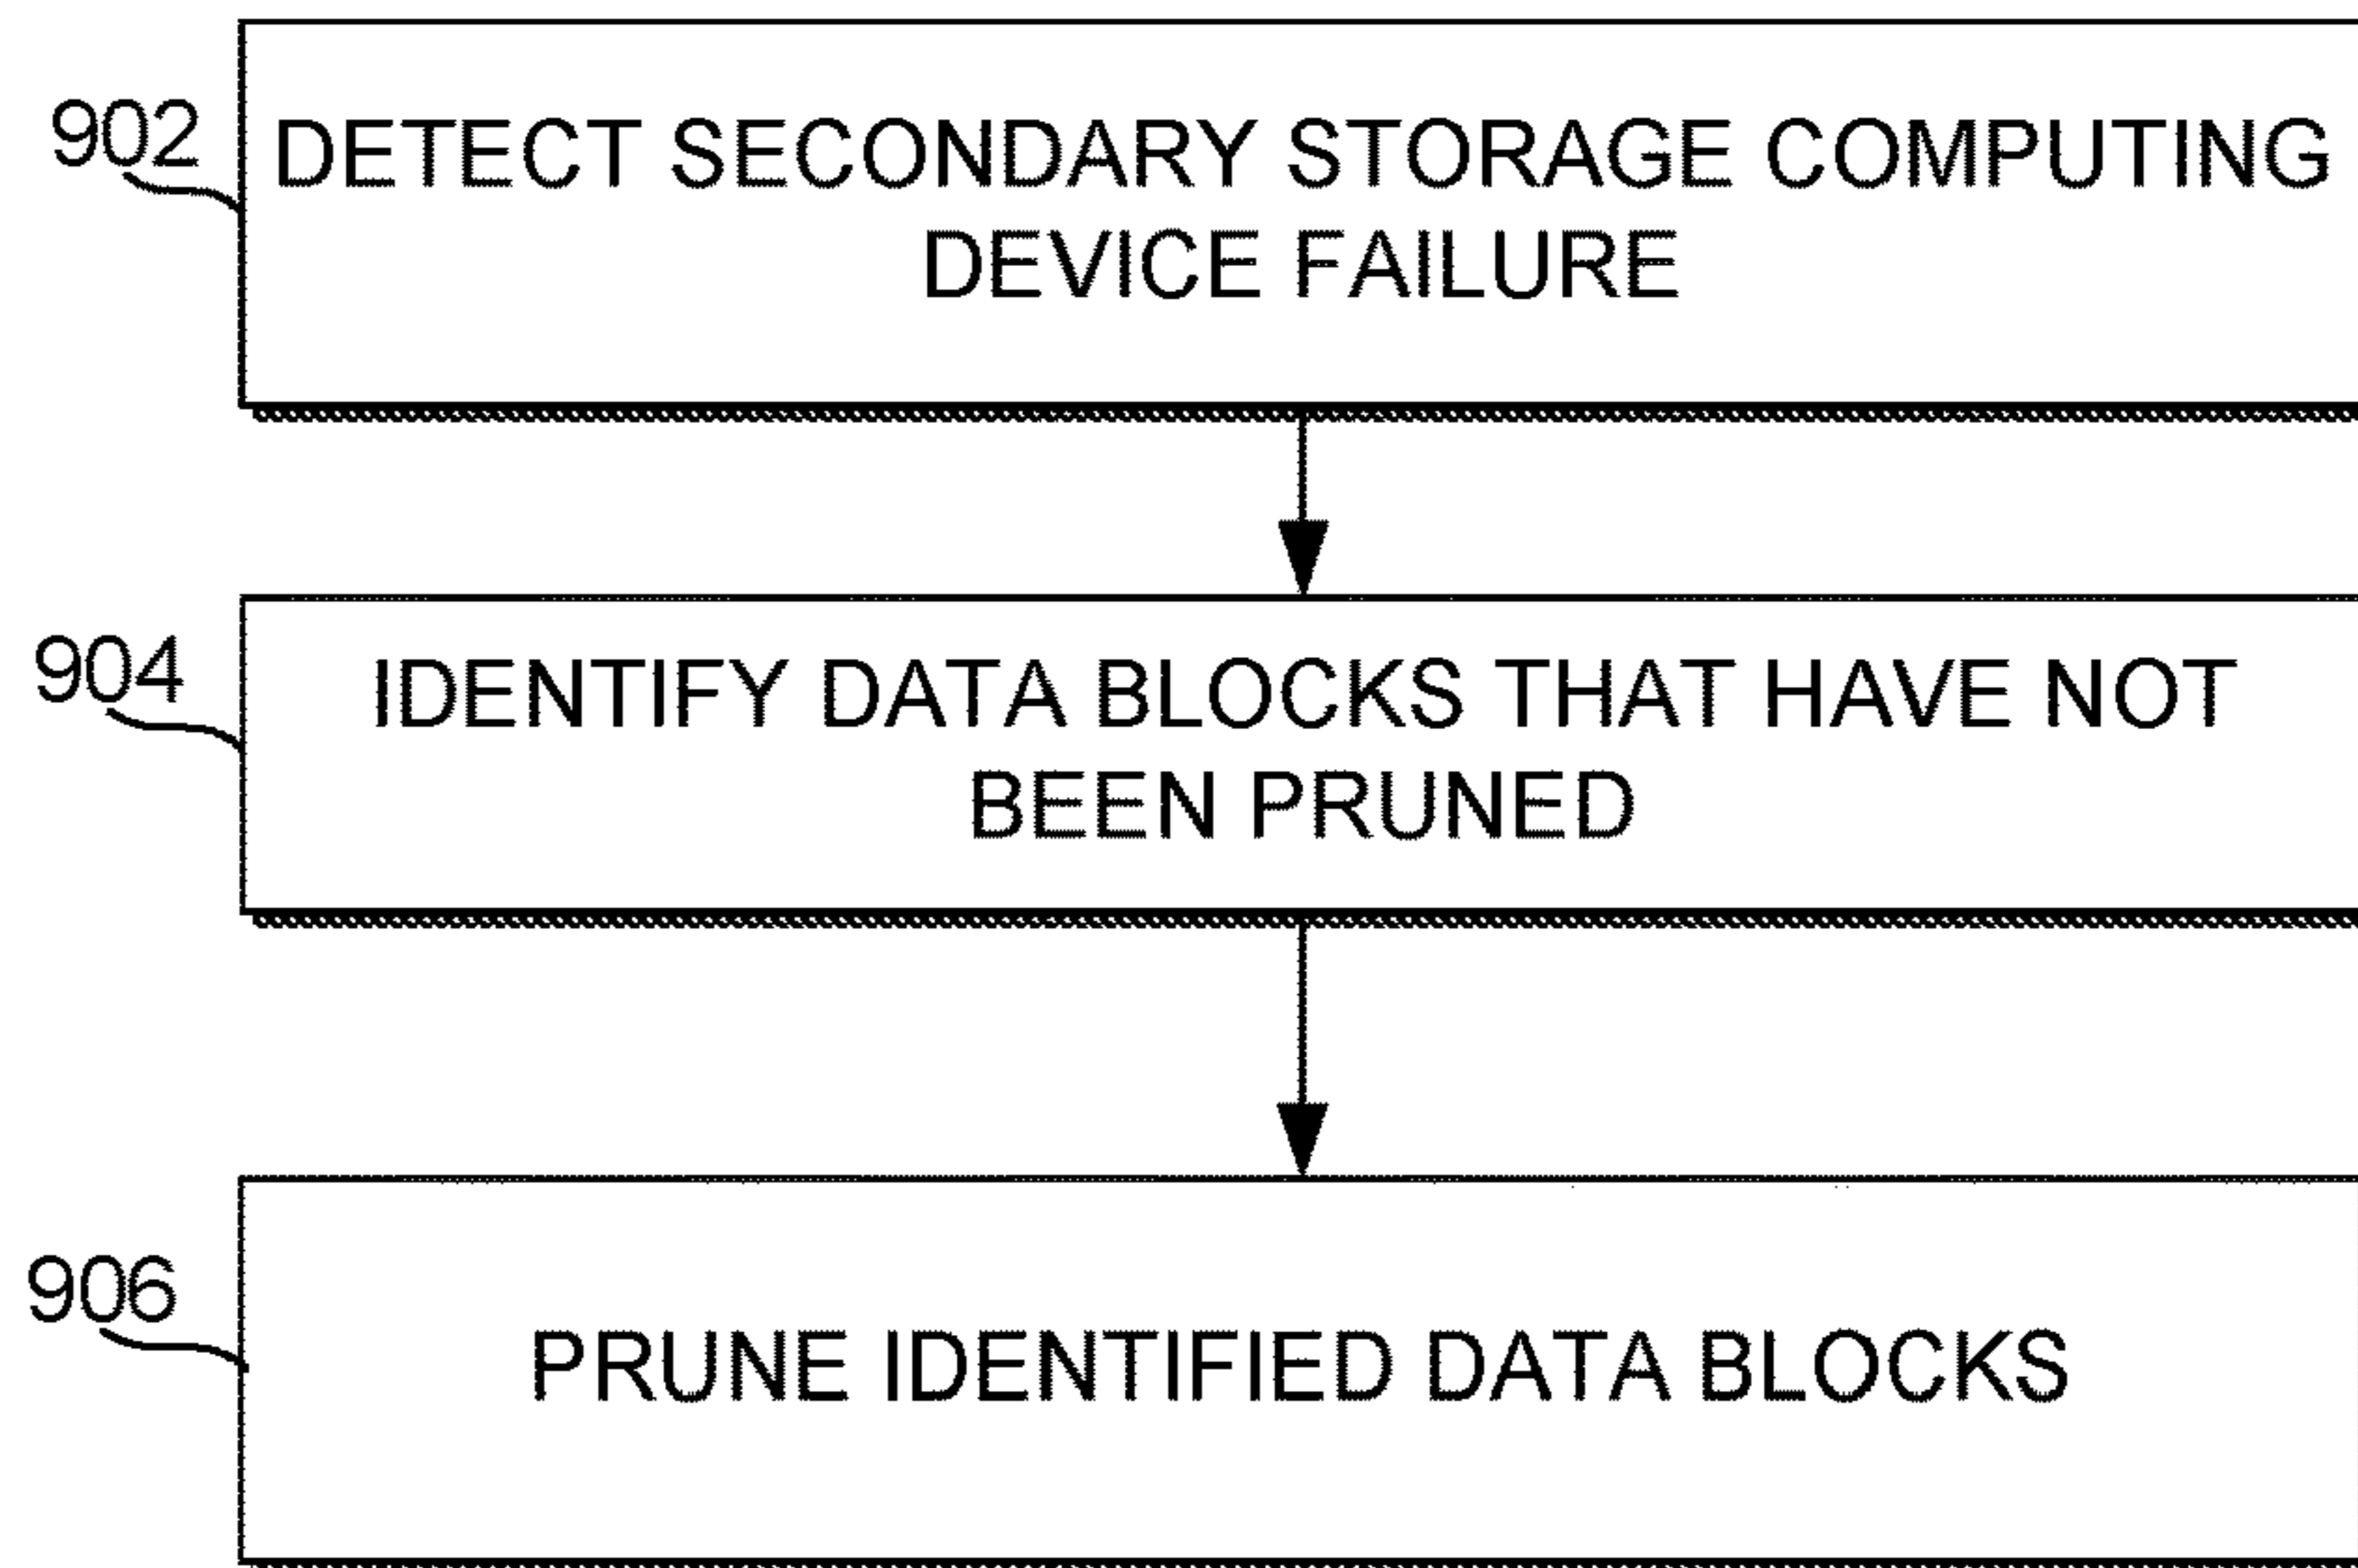 902
DETECT SECONDARY STORAGE COMPUTING
DEVICE FAILURE
904
IDENTIFY DATA BLOCKS THAT HAVE NOT
BEEN PRUNED
906
PRUNE IDENTIFIED DATA BLOCKS